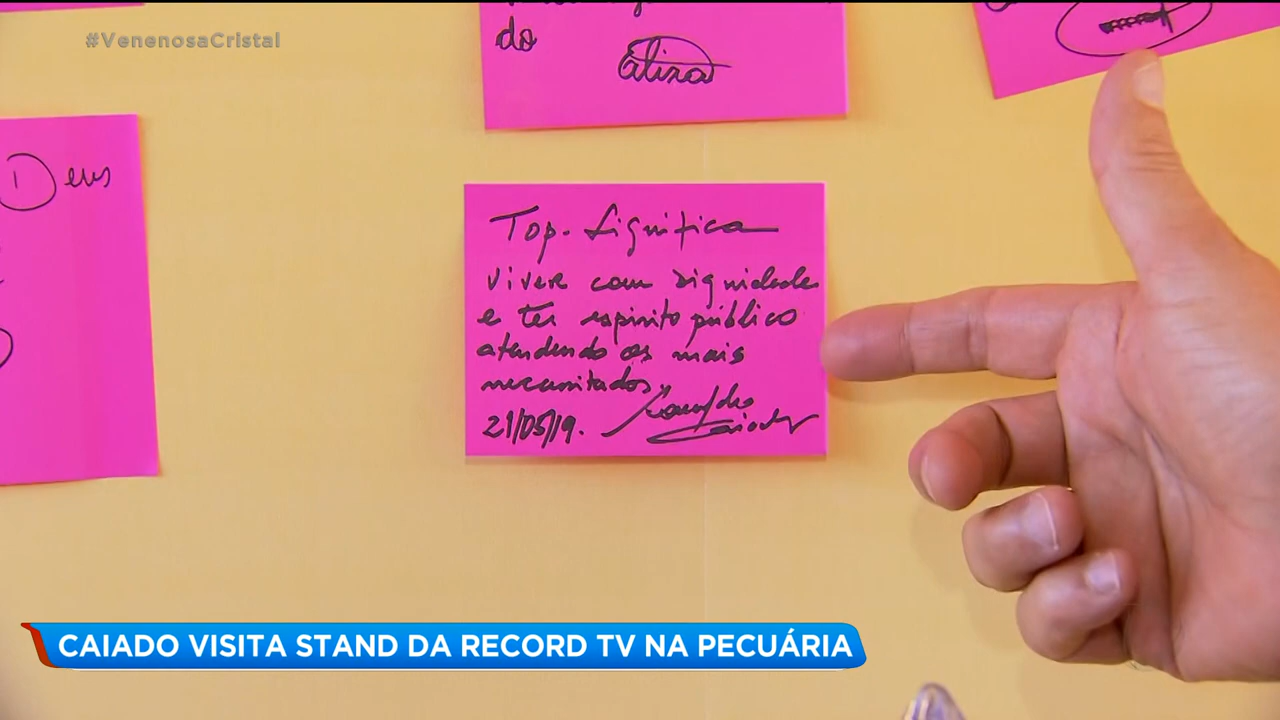 #VenenosaCristal
do
Deus
Top. Significa
viver com dignidade
e ter espírito público
atendendo os mais
necessitados
21/05/19.
CAIADO VISITA STAND DA RECORD TV NA PECUÁRIA